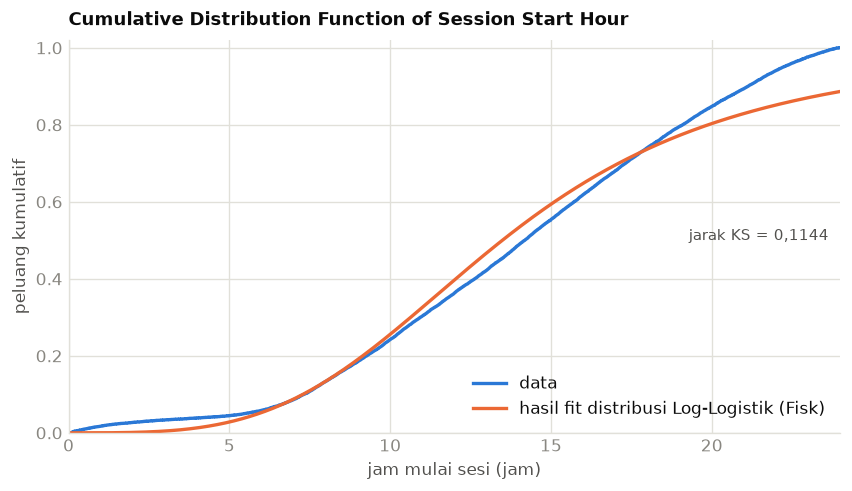 Cumulative Distribution Function of Session Start Hour
1.0
0.8
0.6
0.4
0.2
0.0
peluang kumulatif
jarak KS = 0,1144
data
hasil fit distribusi Log-Logistik (Fisk)
0 5 10 15 20
jam mulai sesi (jam)